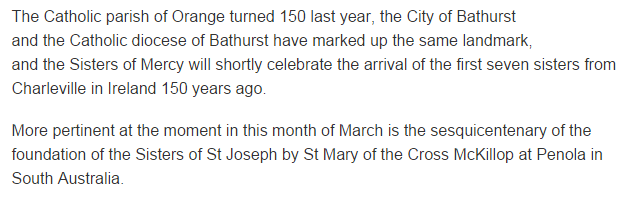 The Catholic parish of Orange turned 150 last year, the City of Bathurst
and the Catholic diocese of Bathurst have marked up the same landmark,
and the Sisters of Mercy will shortly celebrate the arrival of the first seven sisters from
Charleville in Ireland 150 years ago.
More pertinent at the moment in this month of March is the sesquicentenary of the
foundation of the Sisters of St Joseph by St Mary of the Cross McKillop at Penola in
South Australia.